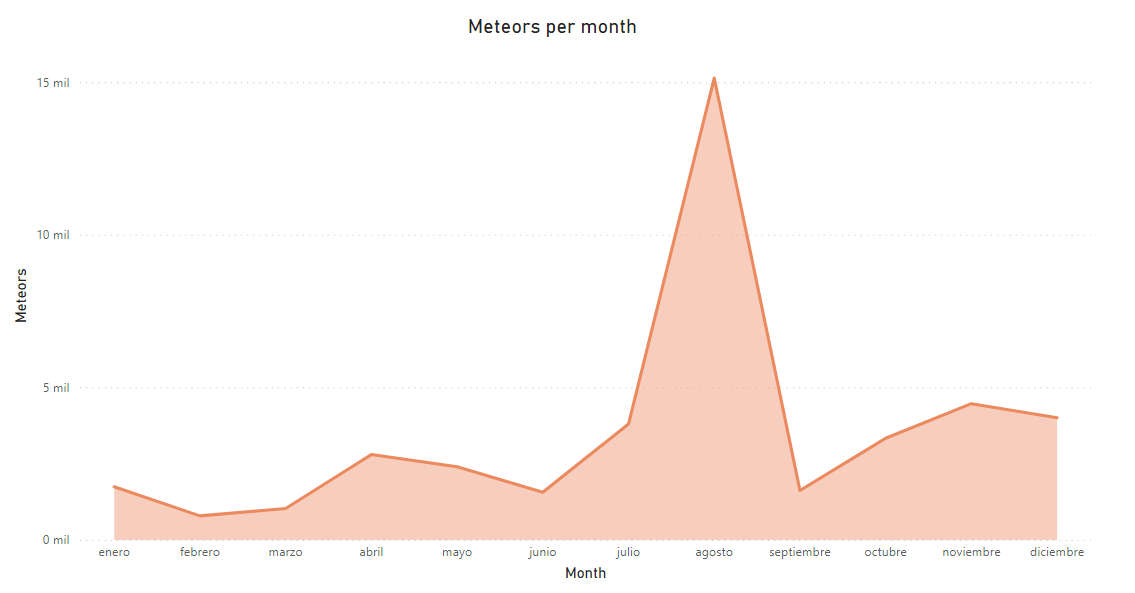 Meteors per month
15 mil
10 mil
5 mil
0 mil
Meteors
enero febrero marzo abril mayo junio julio agosto septiembre octubre noviembre diciembre
Month